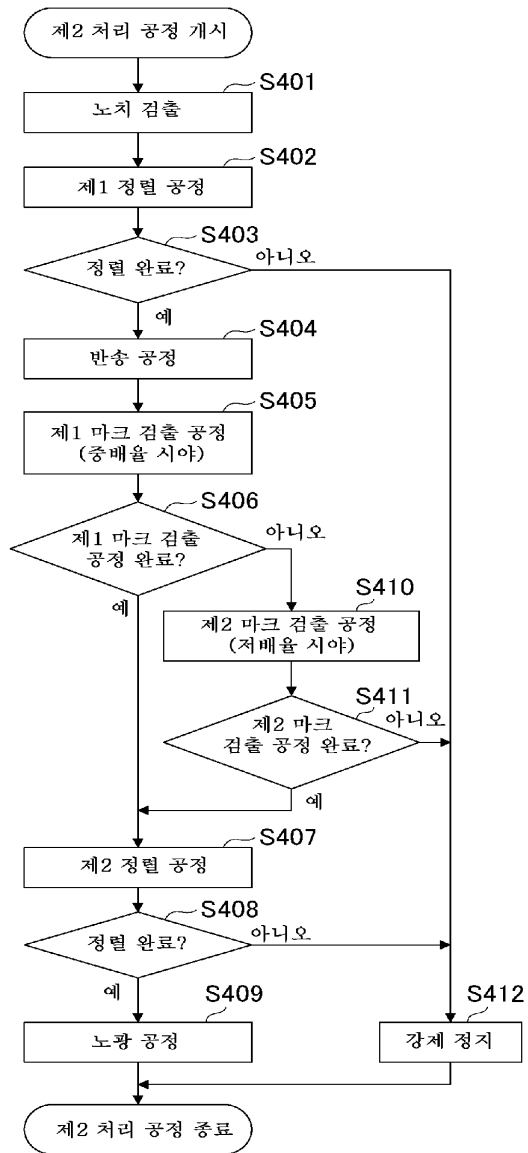 제2 처리 공정 개시
S401
노치 검출
S402
제1 정렬 공정
S403
정렬 완료?
아니오
예
S404
반송 공정
S405
제1 마크 검출 공정
(중배율 시야)
S406
제1 마크 검출
공정 완료?
아니오
예
S410
제2 마크 검출 공정
(저배율 시야)
S411
제2 마크
검출 공정 완료?
아니오
예
S407
제2 정렬 공정
S408
정렬 완료?
아니오
예
S409
노광 공정
S412
강제 정지
제2 처리 공정 종료